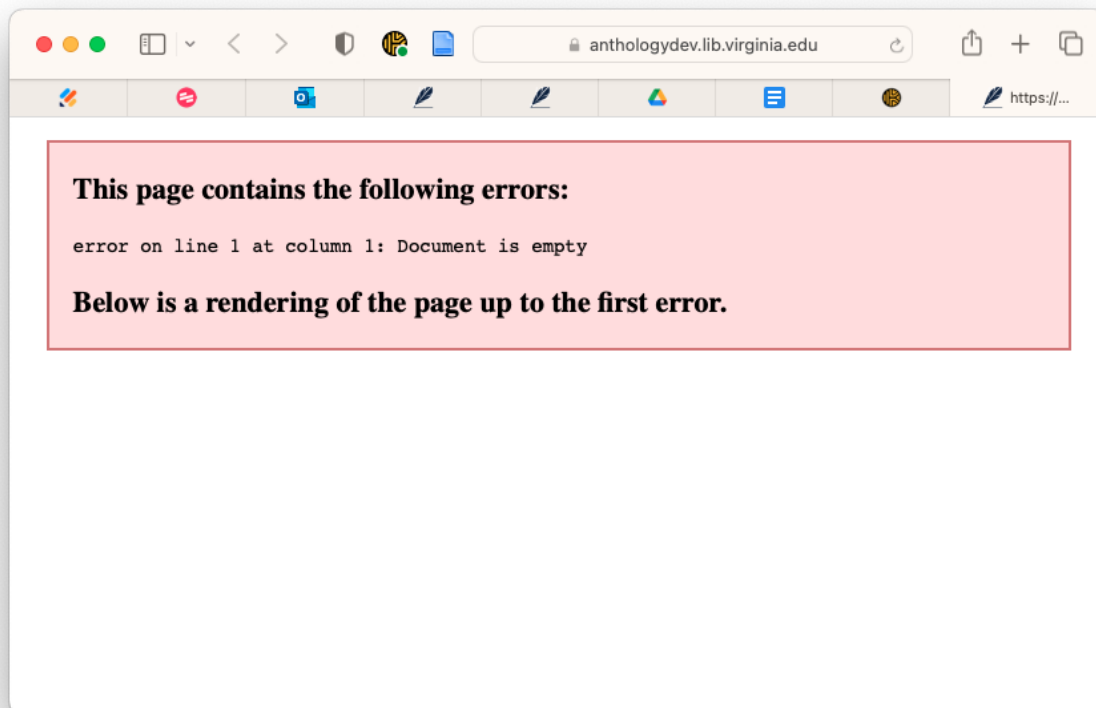 anthologydev.lib.virginia.edu
https://...
This page contains the following errors:
error on line 1 at column 1: Document is empty
Below is a rendering of the page up to the first error.